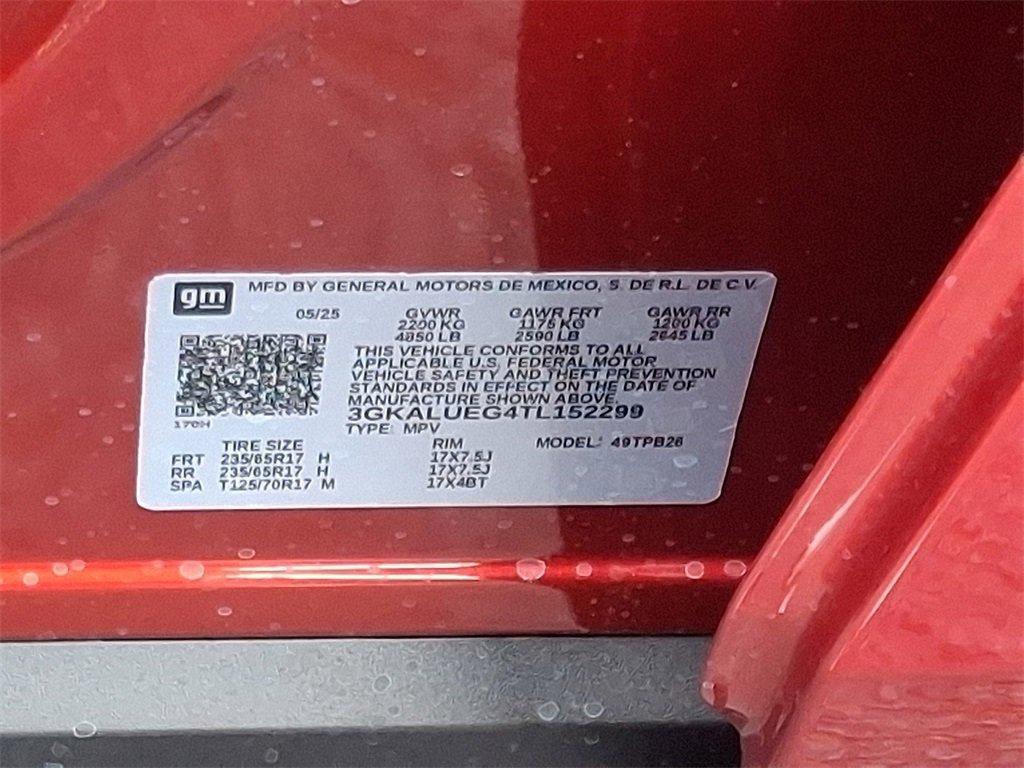 gm MFD BY GENERAL MOTORS DE MEXICO, S. DE R.L. DE C.V.
05/25 GVWR GAWR FRT GAWR RR
2200 KG 1175 KG 1200 KG
4850 LB 2590 LB 2645 LB
THIS VEHICLE CONFORMS TO ALL
APPLICABLE U.S. FEDERAL MOTOR
VEHICLE SAFETY AND THEFT PREVENTION
STANDARDS IN EFFECT ON THE DATE OF
MANUFACTURE SHOWN ABOVE.
3GKALUEG4TL152299
TYPE: MPV
TIRE SIZE RIM MODEL: 49TPB26
FRT 235/65R17 H 17X7.5J
RR 235/65R17 H 17X7.5J
SPA T125/70R17 M 17X4BT